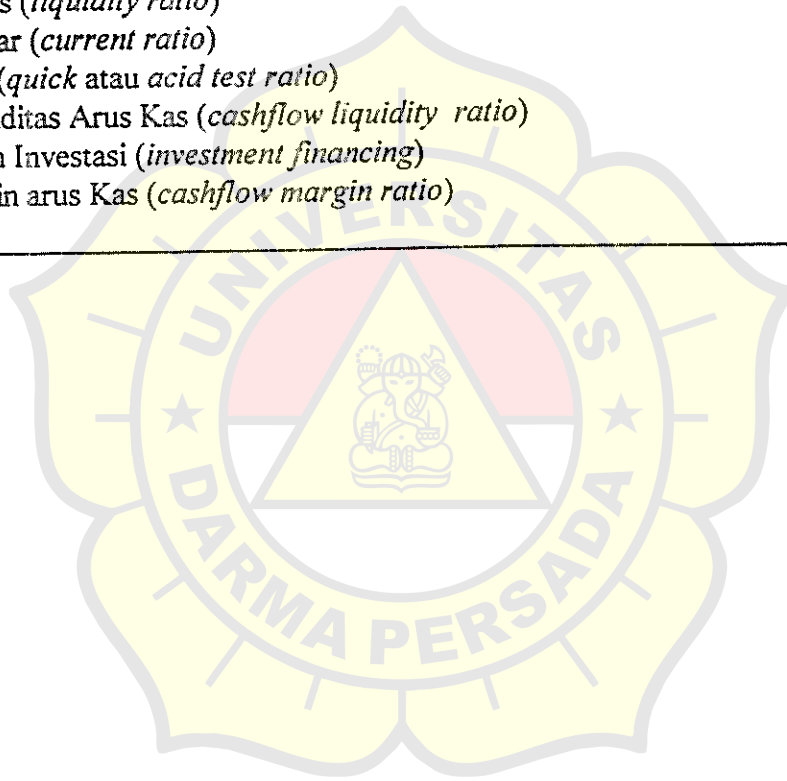 s (liquidity ratio)
ar (current ratio)
(quick atau acid test ratio)
ditas Arus Kas (cashflow liquidity ratio)
n Investasi (investment financing)
in arus Kas (cashflow margin ratio)
UNIVERSITAS
DARMA PERSADA